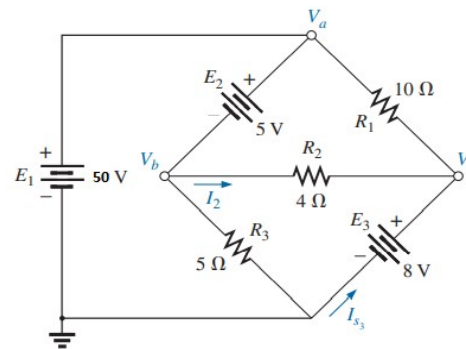 Va
E2
+
−
5 V
10 Ω
R1
+
E1
50 V
−
Vb
I2
R2
4 Ω
V
R3
5 Ω
E3
+
−
8 V
Is3